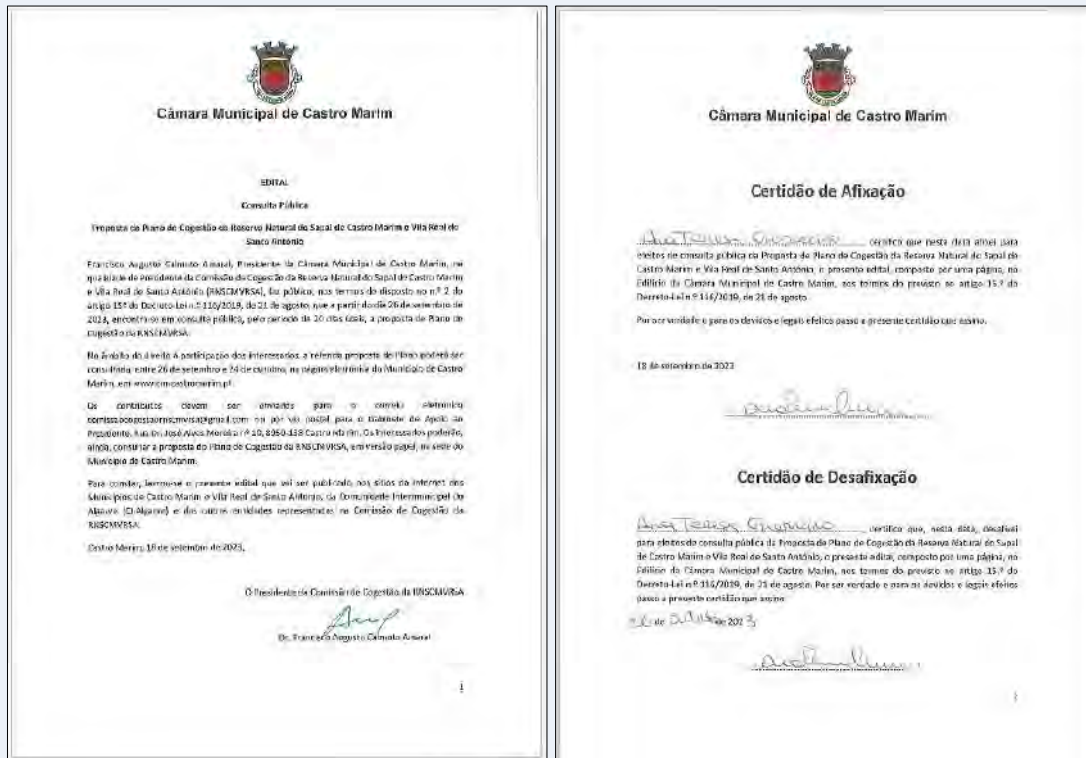 Câmara Municipal de Castro Marim
EDITAL
Consulta Pública
Proposta do Plano de Cogestão da Reserva Natural do Sapal de Castro Marim e Vila Real de
Santo António
Francisco Augusto Caimoto Amaral, Presidente da Câmara Municipal de Castro Marim, na
qualidade de Presidente da Comissão de Cogestão da Reserva Natural do Sapal de Castro Marim
e Vila Real de Santo António (RNSCMVRSA), faz público, nos termos do disposto no n.º 2 do
artigo 15º do Decreto-Lei n.º 116/2019, de 21 de agosto, que a partir do dia 26 de setembro de
2023, encontra-se em consulta pública, pelo período de 20 dias úteis, a proposta de Plano de
Cogestão da RNSCMVRSA.
No âmbito do direito à participação dos interessados, a referida proposta de Plano poderá ser
consultada, entre 26 de setembro e 24 de outubro, na página eletrónica do Município de Castro
Marim, em www.cm-castromarim.pt
Os contributos devem ser enviados para o correio eletrónico
comissaocogestaornscmvrsa@gmail.com ou por via postal para o Gabinete de Apoio ao
Presidente, Rua Dr. José Alves Moreira nº 10, 8950-138 Castro Marim. Os interessados poderão,
ainda, consultar a proposta do Plano de Cogestão da RNSCMVRSA, em versão papel, na sede do
Município de Castro Marim.
Para constar, lavrou-se o presente edital que vai ser publicado nos sítios da internet dos
Municípios de Castro Marim e Vila Real de Santo António, da Comunidade Intermunicipal do
Algarve (CI-Algarve) e das outras entidades representadas na Comissão de Cogestão da
RNSCMVRSA.
Castro Marim, 18 de setembro de 2023,
O Presidente da Comissão de Cogestão da RNSCMVRSA
Dr. Francisco Augusto Caimoto Amaral
1
Câmara Municipal de Castro Marim
Certidão de Afixação
Ana Teresa Guerreiro certifico que nesta data afixei para
efeitos de consulta pública da Proposta de Plano de Cogestão da Reserva Natural do Sapal de
Castro Marim e Vila Real de Santo António, o presente edital, composto por uma página, no
Edifício da Câmara Municipal de Castro Marim, nos termos do previsto no artigo 15.º do
Decreto-Lei nº 116/2019, de 21 de agosto.
Por ser verdade e para os devidos e legais efeitos passo a presente certidão que assino.
18 de setembro de 2023
Certidão de Desafixação
Ana Teresa Guerreiro certifico que, nesta data, desafixei
para efeitos de consulta pública da Proposta de Plano de Cogestão da Reserva Natural do Sapal
de Castro Marim e Vila Real de Santo António, o presente edital, composto por uma página, no
Edifício da Câmara Municipal de Castro Marim, nos termos do previsto no artigo 15.º do
Decreto-Lei nº 116/2019, de 21 de agosto. Por ser verdade e para os devidos e legais efeitos
passo a presente certidão que assino
de outubro de 2023